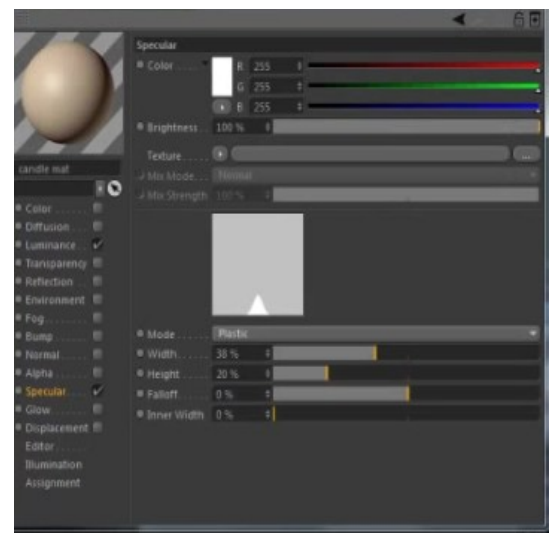 Specular
Color ..... R 255
G 255
B 255
Brightness . . 100 %
Texture . . . . . ...
Mix Mode . . . Normal
Mix Strength 100 %
candle mat
Color . . . . . . .
Diffusion . . . .
Luminance . .
Transparency
Reflection . .
Environment
Fog . . . . . . . .
Bump . . . . . .
Normal . . . . .
Alpha . . . . . .
Specular . . .
Glow . . . . . . .
Displacement
Editor . . . . . .
Illumination
Assignment
Mode . . . . . . Plastic
Width . . . . . . 38 %
Height . . . . . 20 %
Falloff . . . . . . 0 %
Inner Width 0 %